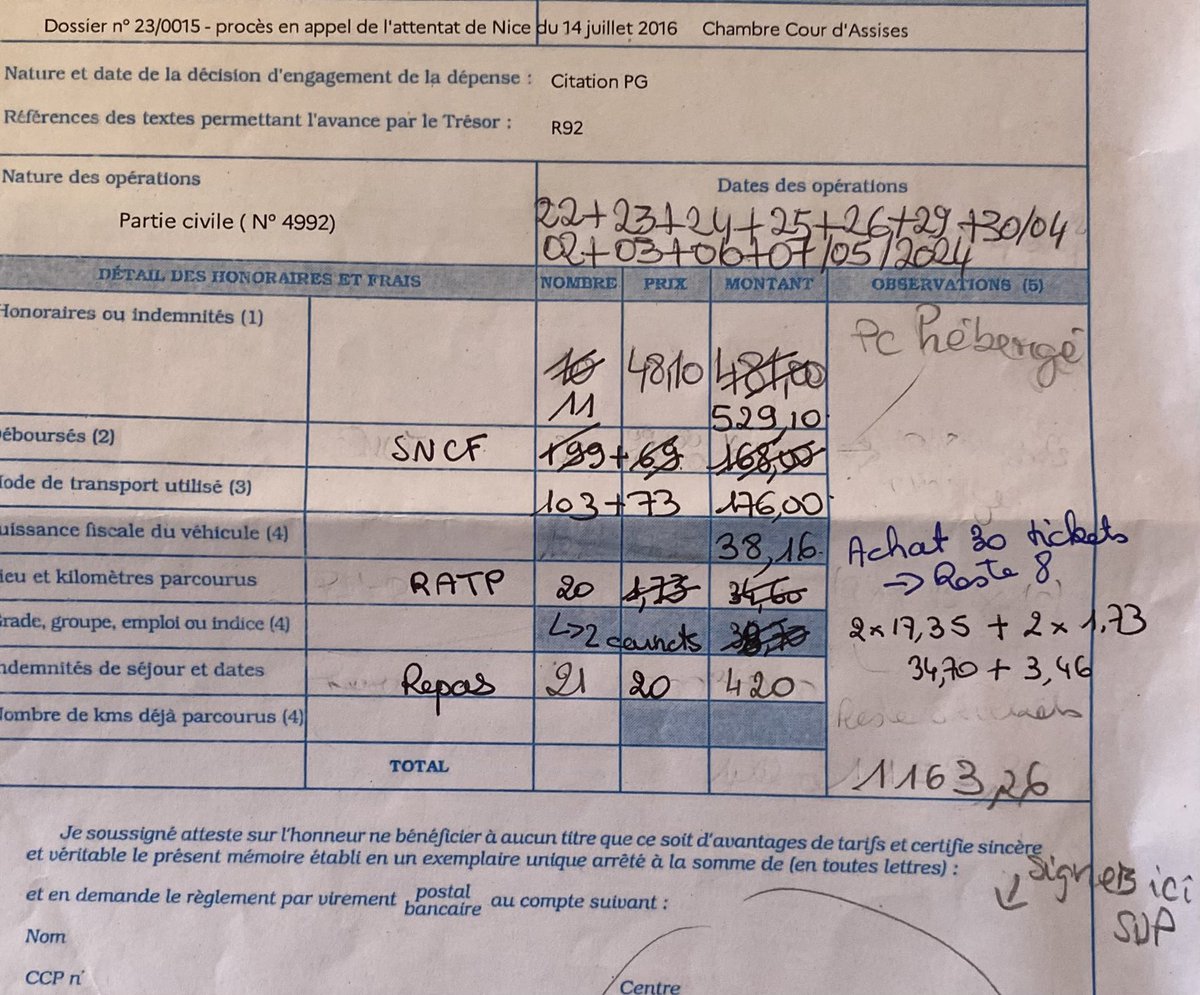 Dossier n° 23/0015 - procès en appel de l'attentat de Nice du 14 juillet 2016 Chambre Cour d'Assises
Nature et date de la décision d'engagement de la dépense : Citation PG
Références des textes permettant l'avance par le Trésor : R92
Nature des opérations
Dates des opérations
Partie civile ( N° 4992)
22+23+24+25+26+29+30/04
02+03+06+07/05/2024
DÉTAIL DES HONORAIRES ET FRAIS NOMBRE PRIX MONTANT OBSERVATIONS (5)
Honoraires ou indemnités (1)
PC hébergé
10 48,10 481,00
11 529,10
éboursés (2) SNCF 99+69 168,00
ode de transport utilisé (3) 103+73 176,00
uissance fiscale du véhicule (4) 38,16 Achat 30 tickets
→ Reste 8
ieu et kilomètres parcourus RATP 20 1,73 34,60
rade, groupe, emploi ou indice (4) ↳2 carnets 38,70 2×17,35 + 2×1,73
34,70 + 3,46
ndemnités de séjour et dates Repas 21 20 420
Nombre de kms déjà parcourus (4) Reste
TOTAL 1163,26
Je soussigné atteste sur l'honneur ne bénéficier à aucun titre que ce soit d'avantages de tarifs et certifie sincère
et véritable le présent mémoire établi en un exemplaire unique arrêté à la somme de (en toutes lettres) :
signer ici
SVP
et en demande le règlement par virement postal bancaire au compte suivant :
Nom
CCP n°
Centre